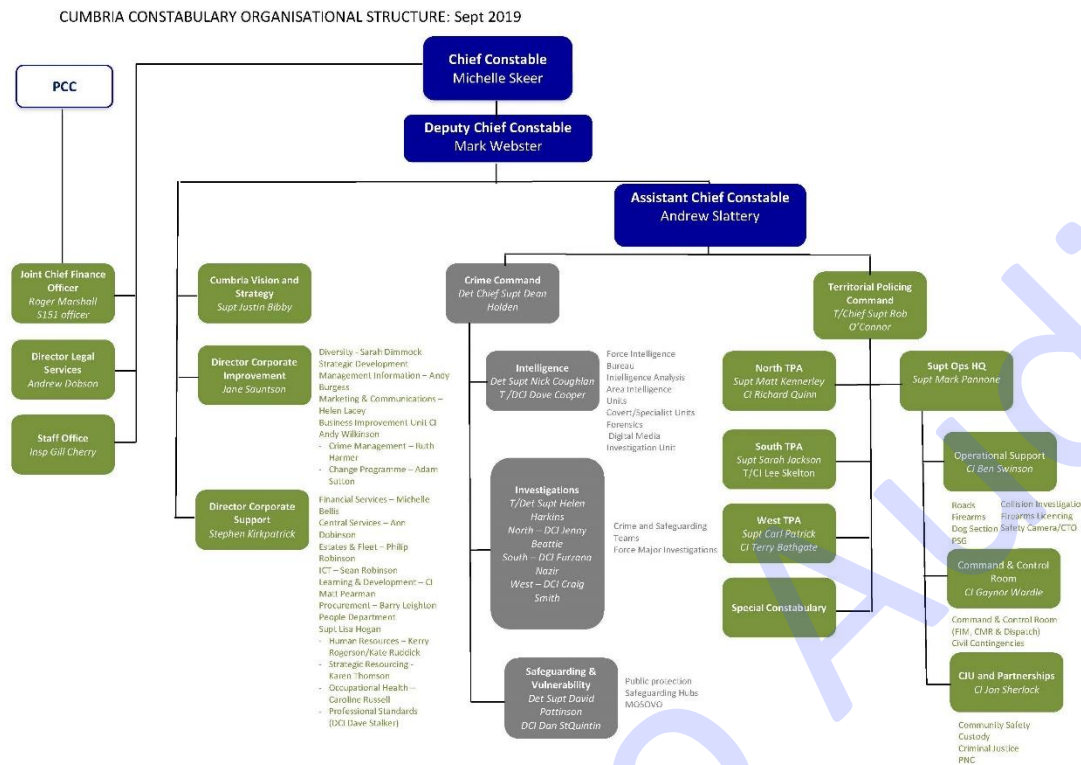 CUMBRIA CONSTABULARY ORGANISATIONAL STRUCTURE: Sept 2019
Chief Constable
Michelle Skeer
PCC
Deputy Chief Constable
Mark Webster
Assistant Chief Constable
Andrew Slattery
Joint Chief Finance
Officer
Roger Marshall
S151 officer
Director Legal
Services
Andrew Dobson
Staff Office
Insp Gill Cherry
Cumbria Vision and
Strategy
Supt Justin Bibby
Director Corporate
Improvement
Jane Sauntson
Diversity - Sarah Dimmock
Strategic Development
Management Information – Andy
Burgess
Marketing & Communications –
Helen Lacey
Business Improvement Unit CI
Andy Wilkinson
- Crime Management – Ruth
Harmer
- Change Programme – Adam
Sutton
Director Corporate
Support
Stephen Kirkpatrick
Financial Services – Michelle
Bellis
Central Services – Ann
Dobinson
Estates & Fleet – Philip
Robinson
ICT – Sean Robinson
Learning & Development – CI
Matt Pearman
Procurement – Barry Leighton
People Department
Supt Lisa Hogan
- Human Resources – Kerry
Rogerson/Kate Ruddick
- Strategic Resourcing -
Karen Thomson
- Occupational Health –
Caroline Russell
- Professional Standards
(DCI Dave Stalker)
Crime Command
Det Chief Supt Dean
Holden
Intelligence
Det Supt Nick Coughlan
T /DCI Dave Cooper
Force Intelligence
Bureau
Intelligence Analysis
Area Intelligence
Units
Covert/Specialist Units
Forensics
Digital Media
Investigation Unit
Investigations
T/Det Supt Helen
Harkins
North – DCI Jenny
Beattie
South – DCI Furrana
Nazir
West – DCI Craig
Smith
Crime and Safeguarding
Teams
Force Major Investigations
Safeguarding &
Vulnerability
Det Supt David
Pattinson
DCI Dan StQuintin
Public protection
Safeguarding Hubs
MOSOVO
Territorial Policing
Command
T/Chief Supt Rob
O'Connor
North TPA
Supt Matt Kennerley
CI Richard Quinn
South TPA
Supt Sarah Jackson
T/CI Lee Skelton
West TPA
Supt Carl Patrick
CI Terry Bathgate
Special Constabulary
Supt Ops HQ
Supt Mark Pannone
Operational Support
CI Ben Swinson
Roads
Firearms
Dog Section
PSG
Collision Investigation
Firearms Licencing
Safety Camera/CTO
Command & Control
Room
CI Gaynor Wardle
Command & Control Room
(FIM, CMR & Dispatch)
Civil Contingencies
CJU and Partnerships
CI Jon Sherlock
Community Safety
Custody
Criminal Justice
PNC